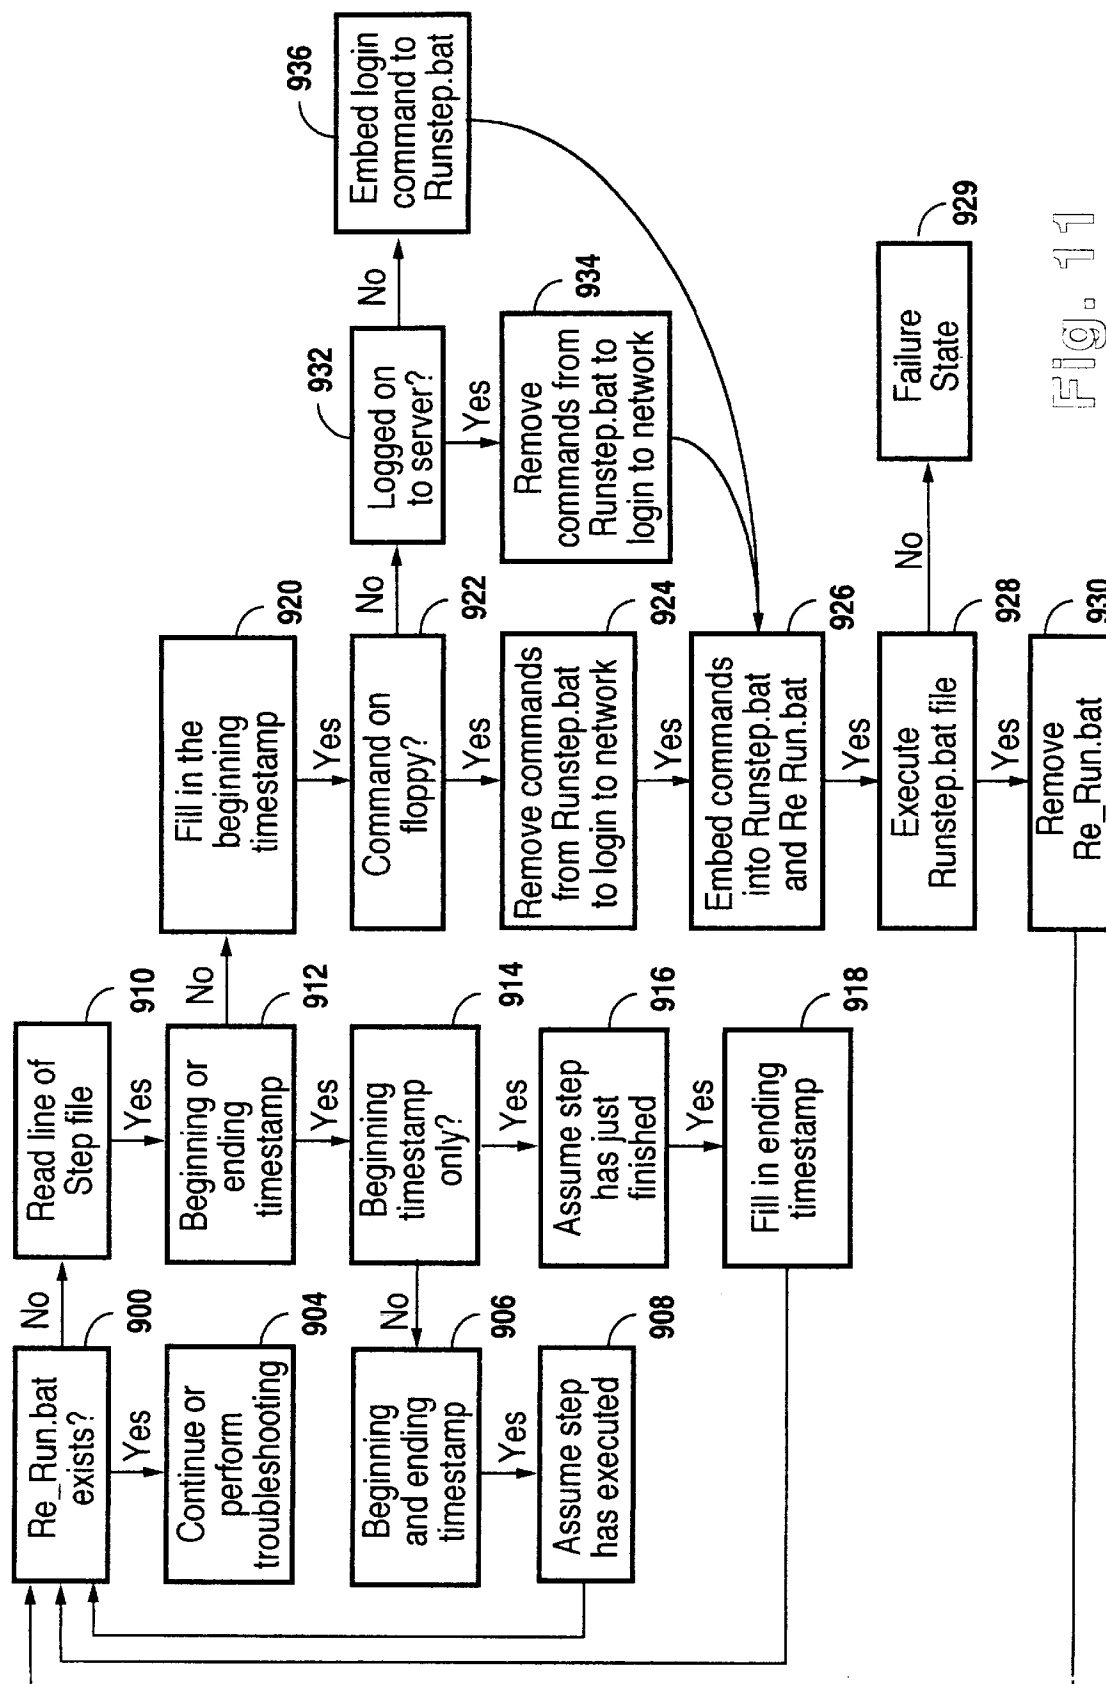 Re_Run.bat
exists?
900
No
Yes
Continue or
perform
troubleshooting
904
Beginning
and ending
timestamp
906
No
Yes
Assume step
has executed
908
Read line of
Step file
910
Yes
Beginning or
ending
timestamp
912
No
Yes
Beginning
timestamp
only?
914
Yes
Assume step
has just
finished
916
Yes
Fill in ending
timestamp
918
Fill in the
beginning
timestamp
920
Yes
Command on
floppy?
922
No
Yes
Remove commands
from Runstep.bat
to login to network
924
Yes
Embed commands
into Runstep.bat
and Re Run.bat
926
Yes
Execute
Runstep.bat file
928
No
Yes
Remove
Re_Run.bat
930
Logged on
to server?
932
No
Yes
Remove
commands from
Runstep.bat to
login to network
934
Embed login
command to
Runstep.bat
936
Failure
State
929
Fig. 11